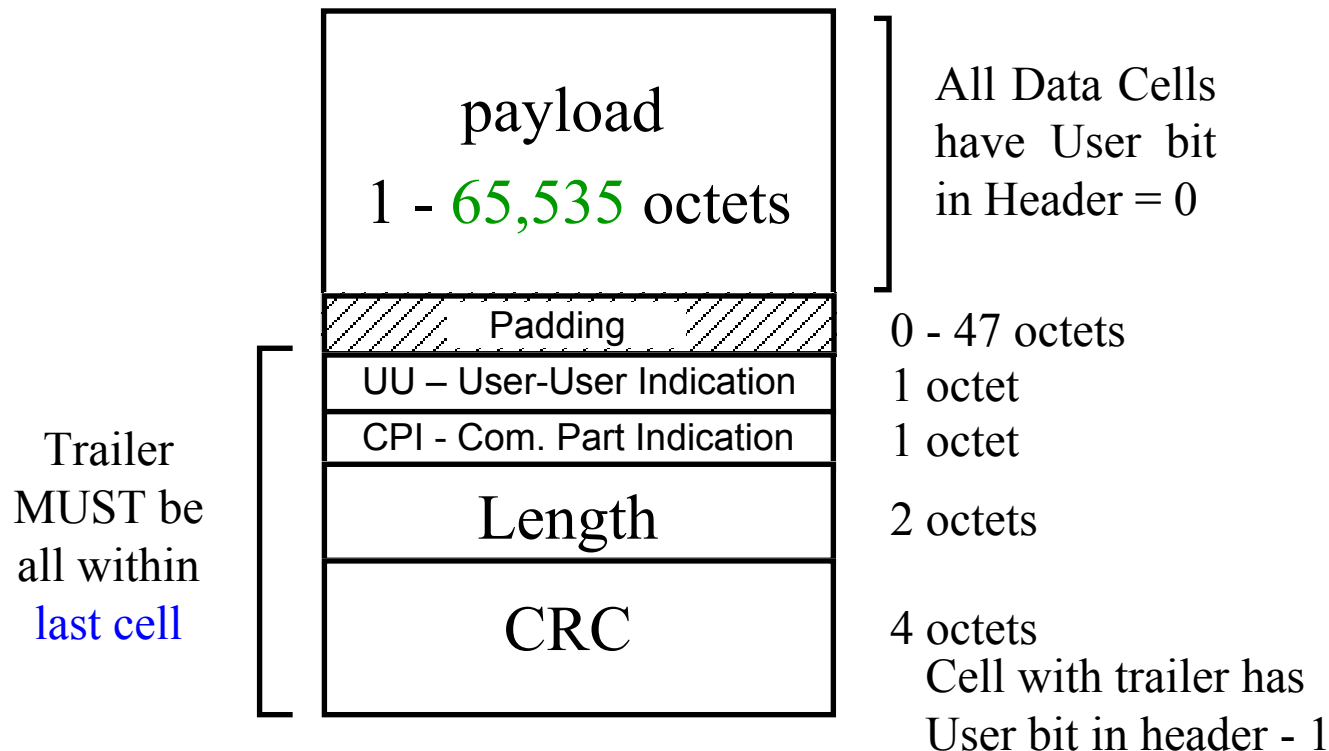 payload
1 - 65,535 octets
All Data Cells
have User bit
in Header = 0
Padding
0 - 47 octets
UU – User-User Indication
1 octet
CPI - Com. Part Indication
1 octet
Length
2 octets
CRC
4 octets
Cell with trailer has
User bit in header - 1
Trailer
MUST be
all within
last cell